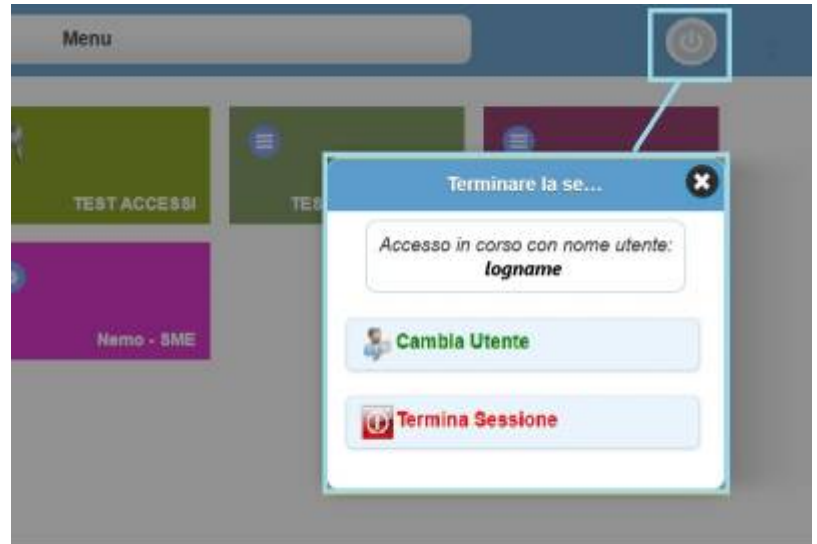 Menu
TEST ACCESSI
TES
Nemo - SME
Terminare la se...
Accesso in corso con nome utente:
logname
Cambia Utente
Termina Sessione